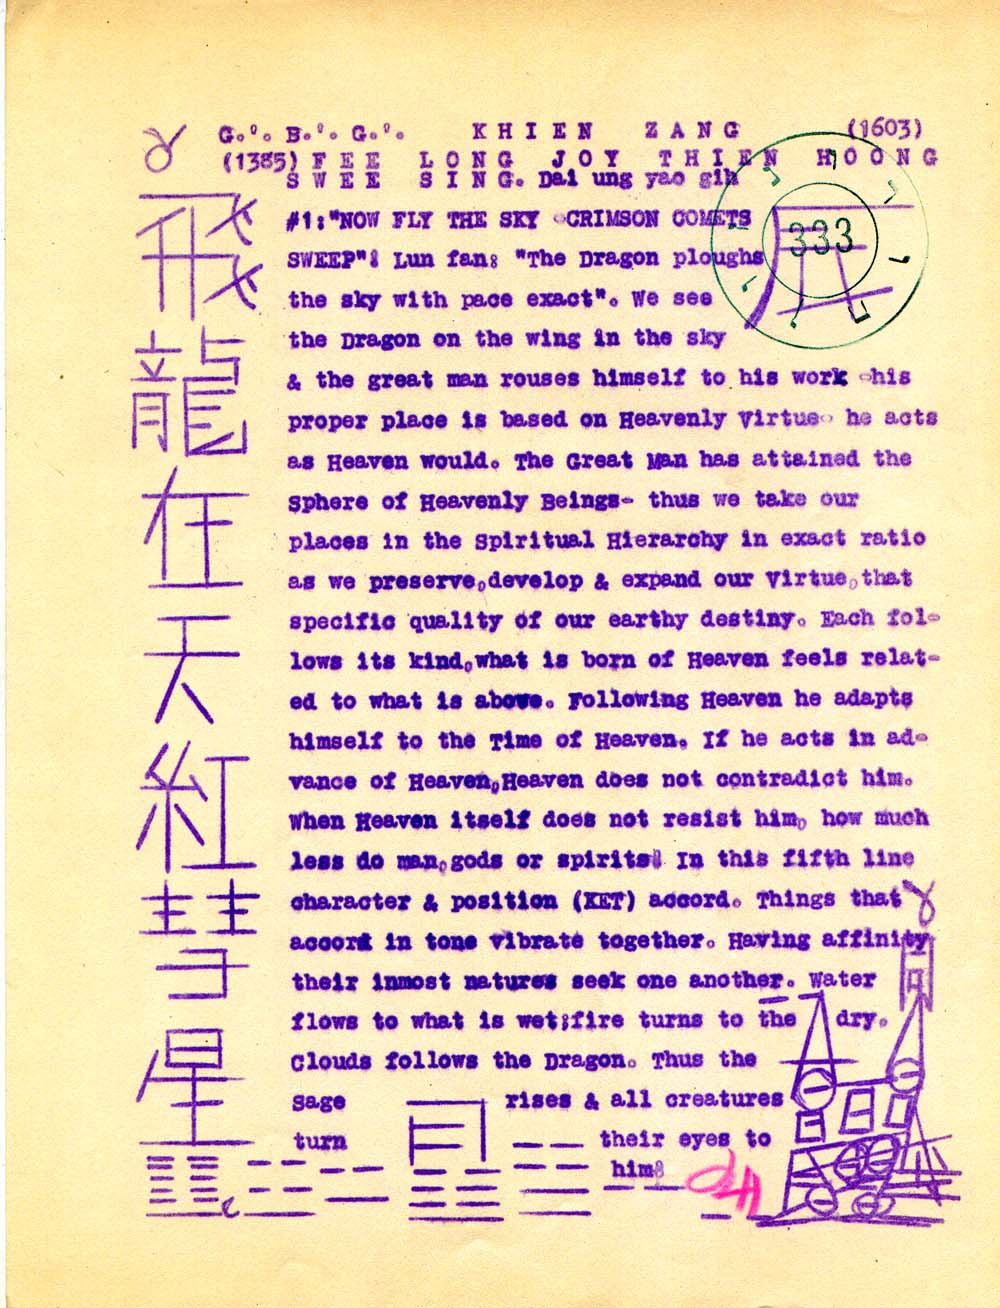 G∴ B∴ G∴ KHIEN ZANG (1603)
(1385) FEE LONG JOY THIEN HOONG
SWEE SING. Dai ung yao gih
#1:"NOW FLY THE SKY -CRIMSON COMETS
SWEEP": Lun fan: "The Dragon ploughs
the sky with pace exact". We see
the Dragon on the wing in the sky
& the great man rouses himself to his work -his
proper place is based on Heavenly Virtue- he acts
as Heaven would. The Great Man has attained the
Sphere of Heavenly Beings- thus we take our
places in the Spiritual Hierarchy in exact ratio
as we preserve,develop & expand our Virtue,that
specific quality of our earthy destiny. Each fol-
lows its kind,what is born of Heaven feels relat-
ed to what is above. Following Heaven he adapts
himself to the Time of Heaven. If he acts in ad-
vance of Heaven,Heaven does not contradict him.
When Heaven itself does not resist him, how much
less do man,gods or spirits: In this fifth line
character & position (KET) accord. Things that
accord in tone vibrate together. Having affinity
their inmost natures seek one another. Water
flows to what is wet;fire turns to the dry.
Clouds follows the Dragon. Thus the
Sage rises & all creatures
turn their eyes to
him:
333
飛
龍
在
天
紅
彗
星